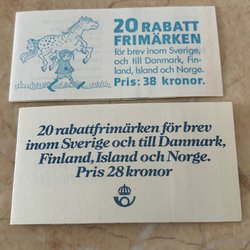 20 RABATT
FRIMÄRKEN
för brev inom Sverige,
och till Danmark, Fin-
land, Island och Norge.
Pris: 38 kronor.
20 rabattfrimärken för brev
inom Sverige och till Danmark,
Finland, Island och Norge.
Pris 28 kronor